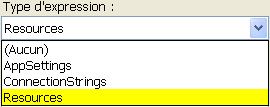 Type d'expression :
Resources
(Aucun)
AppSettings
ConnectionStrings
Resources